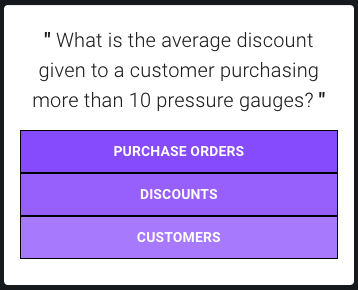 " What is the average discount
given to a customer purchasing
more than 10 pressure gauges? "
PURCHASE ORDERS
DISCOUNTS
CUSTOMERS